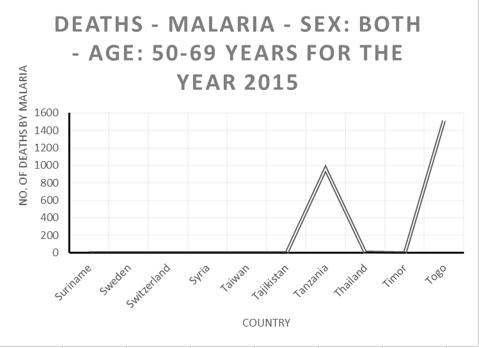 DEATHS - MALARIA - SEX: BOTH
- AGE: 50-69 YEARS FOR THE
YEAR 2015
NO. OF DEATHS BY MALARIA
1600
1400
1200
1000
800
600
400
200
0
Suriname
Sweden
Switzerland
Syria
Taiwan
Tajikistan
Tanzania
Thailand
Timor
Togo
COUNTRY